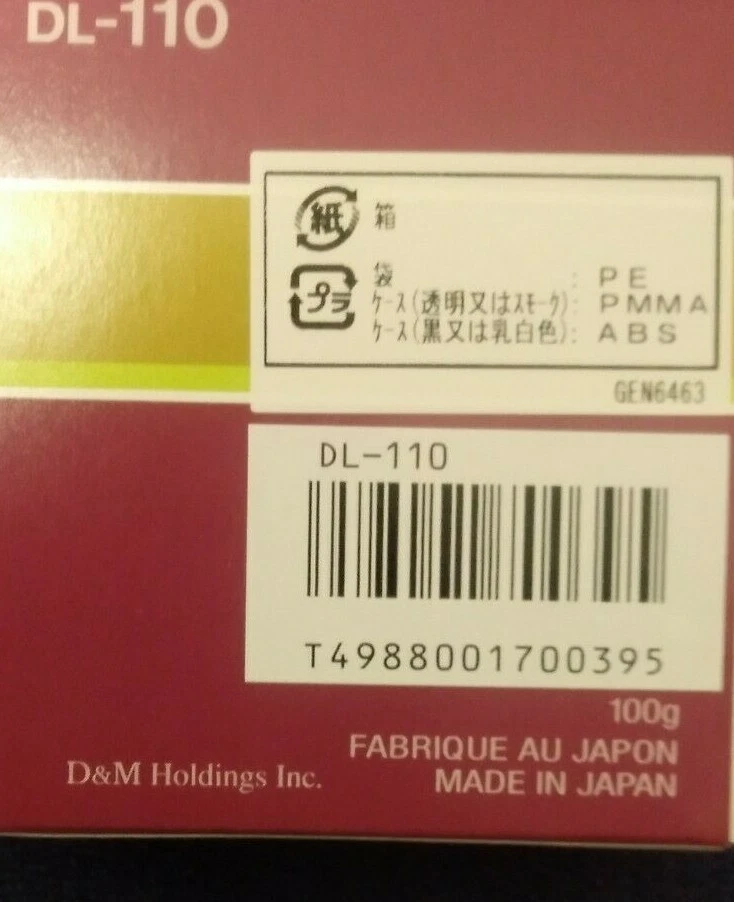 DL-110
紙 箱
プラ 袋 : PE
ケース(透明又はスモーク): PMMA
ケース(黒又は乳白色): ABS
GEN6463
DL-110
T4988001700395
100g
FABRIQUE AU JAPON
D&M Holdings Inc. MADE IN JAPAN